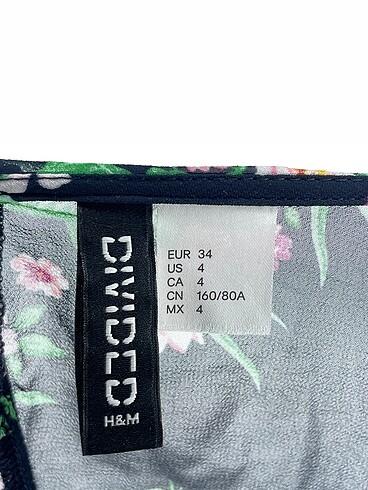 DIVIDED
H&M
EUR 34
US 4
CA 4
CN 160/80A
MX 4